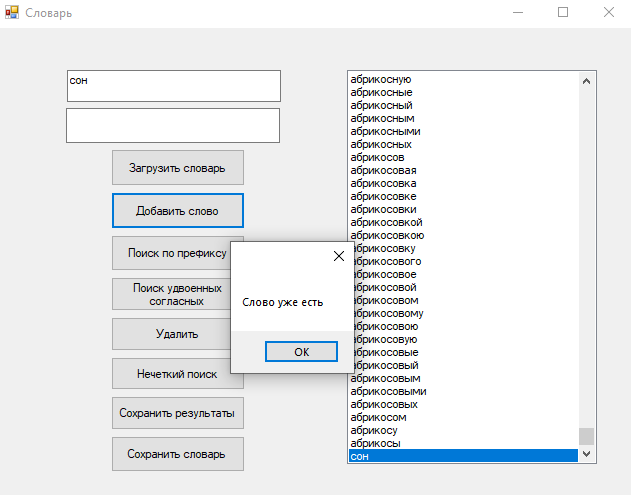 Словарь
сон
Загрузить словарь
Добавить слово
Поиск по префиксу
Поиск удвоенных
согласных
Удалить
Нечеткий поиск
Сохранить результаты
Сохранить словарь
Слово уже есть
OK
абрикосную
абрикосные
абрикосный
абрикосным
абрикосными
абрикосных
абрикосов
абрикосовая
абрикосовка
абрикосовке
абрикосовки
абрикосовкой
абрикосовкою
абрикосовку
абрикосового
абрикосовое
абрикосовой
абрикосовом
абрикосовому
абрикосовою
абрикосовую
абрикосовые
абрикосовый
абрикосовым
абрикосовыми
абрикосовых
абрикосом
абрикосу
абрикосы
сон